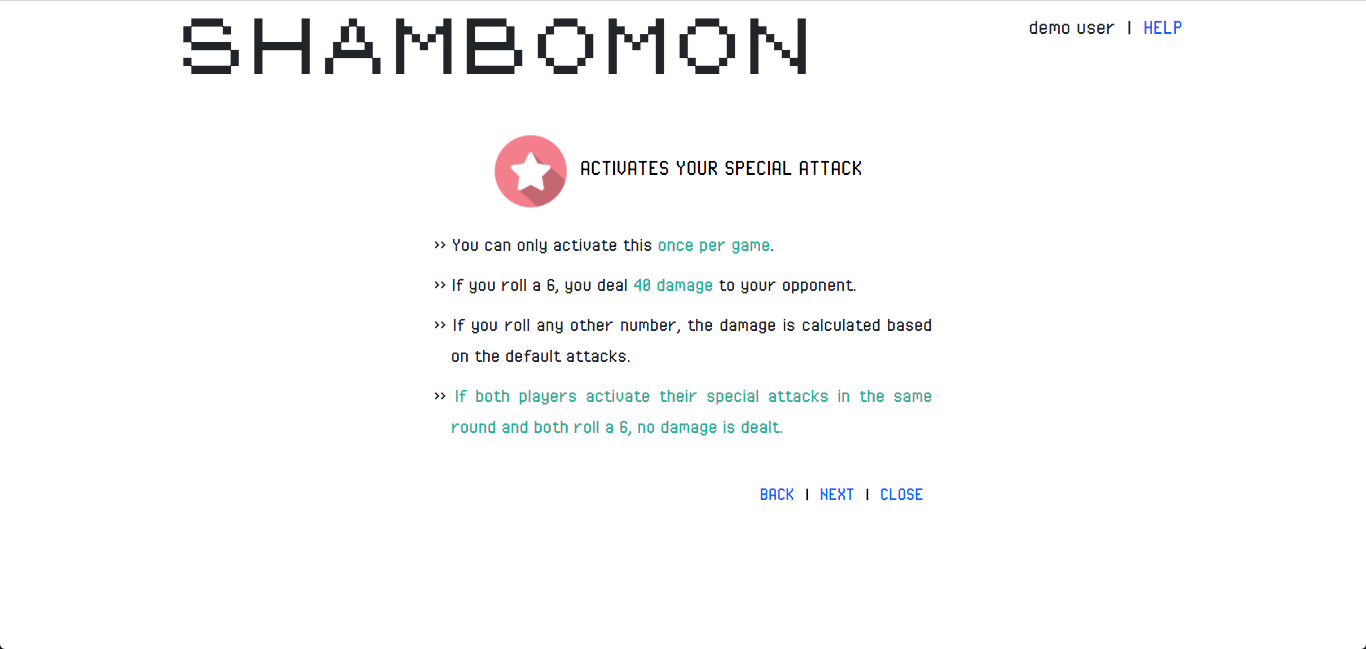 SHAMBOMON
demo user | HELP
ACTIVATES YOUR SPECIAL ATTACK
>> You can only activate this once per game.
>> If you roll a 6, you deal 40 damage to your opponent.
>> If you roll any other number, the damage is calculated based
on the default attacks.
>> If both players activate their special attacks in the same
round and both roll a 6, no damage is dealt.
BACK | NEXT | CLOSE